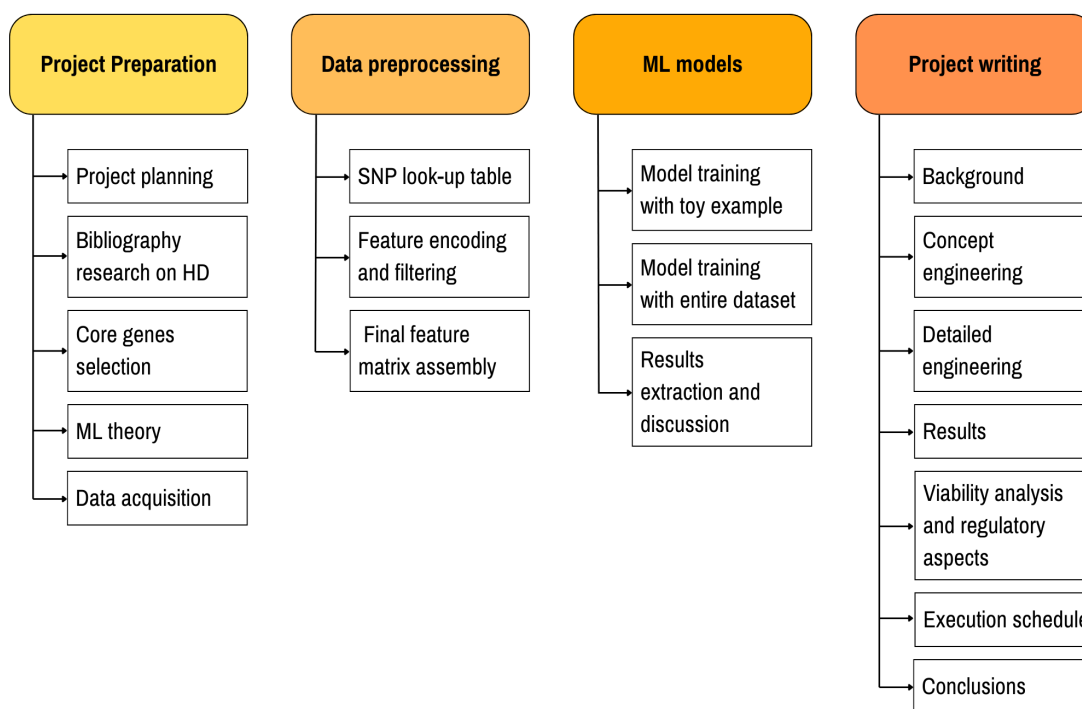 Project Preparation
Project planning
Bibliography
research on HD
Core genes
selection
ML theory
Data acquisition
Data preprocessing
SNP look-up table
Feature encoding
and filtering
Final feature
matrix assembly
ML models
Model training
with toy example
Model training
with entire dataset
Results
extraction and
discussion
Project writing
Background
Concept
engineering
Detailed
engineering
Results
Viability analysis
and regulatory
aspects
Execution schedule
Conclusions